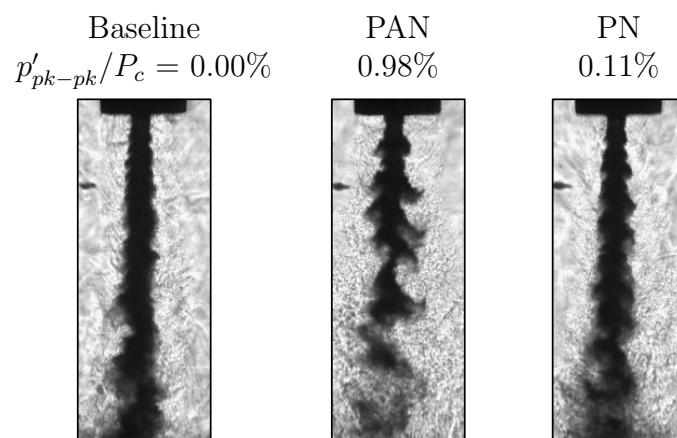 Baseline PAN PN
p'pk−pk/Pc = 0.00% 0.98% 0.11%